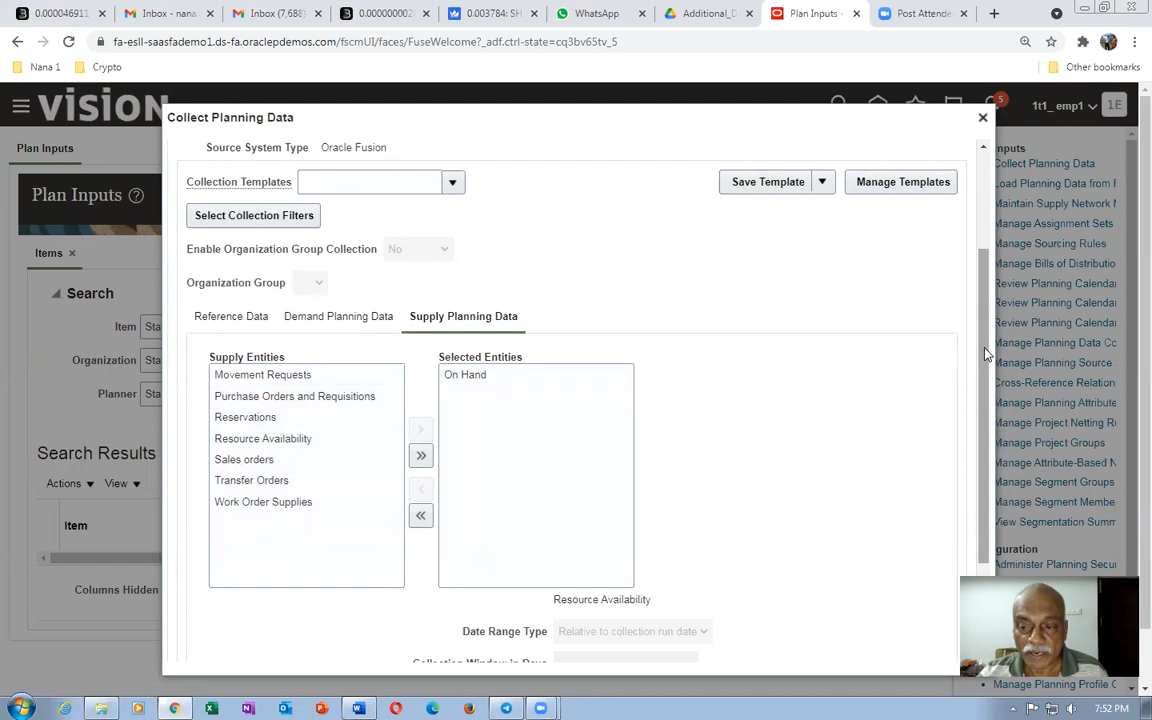 0.0000046911
Inbox - nana
Inbox (7,688)
0.000000002
0.003784: SH
WhatsApp
Additional_D
Plan Inputs -
Post Attende
fa-esll-saasfademo1.ds-fa.oraclepdemos.com/fscmUI/faces/FuseWelcome?_adf.ctrl-state=cq3bv65tv_5
Nana 1
Crypto
Other bookmarks
VISION
5
1t1_ emp1
1E
Collect Planning Data
Plan Inputs
Plan Inputs
Items
Search
Item
Sta
Organization
Sta
Planner
Sta
Search Results
Actions
View
Item
Columns Hidden
Source System Type Oracle Fusion
Collection Templates
Save Template
Manage Templates
Select Collection Filters
Enable Organization Group Collection No
Organization Group
Reference Data
Demand Planning Data
Supply Planning Data
Supply Entities
Movement Requests
Purchase Orders and Requisitions
Reservations
Resource Availability
Sales orders
Transfer Orders
Work Order Supplies
Selected Entities
On Hand
Resource Availability
Date Range Type Relative to collection run date
Collection Window in Days
nputs
Collect Planning Data
Load Planning Data from F
Maintain Supply Network M
Manage Assignment Sets
Manage Sourcing Rules
Manage Bills of Distributio
Review Planning Calendar
Review Planning Calendar
Review Planning Calendar
Manage Planning Data Co
Manage Planning Source
Cross-Reference Relation
Manage Planning Attribute
Manage Project Netting R
Manage Project Groups
Manage Attribute-Based N
Manage Segment Groups
Manage Segment Membe
View Segmentation Summ
guration
Administer Planning Secur
Manage Planning Profile O
7:52 PM